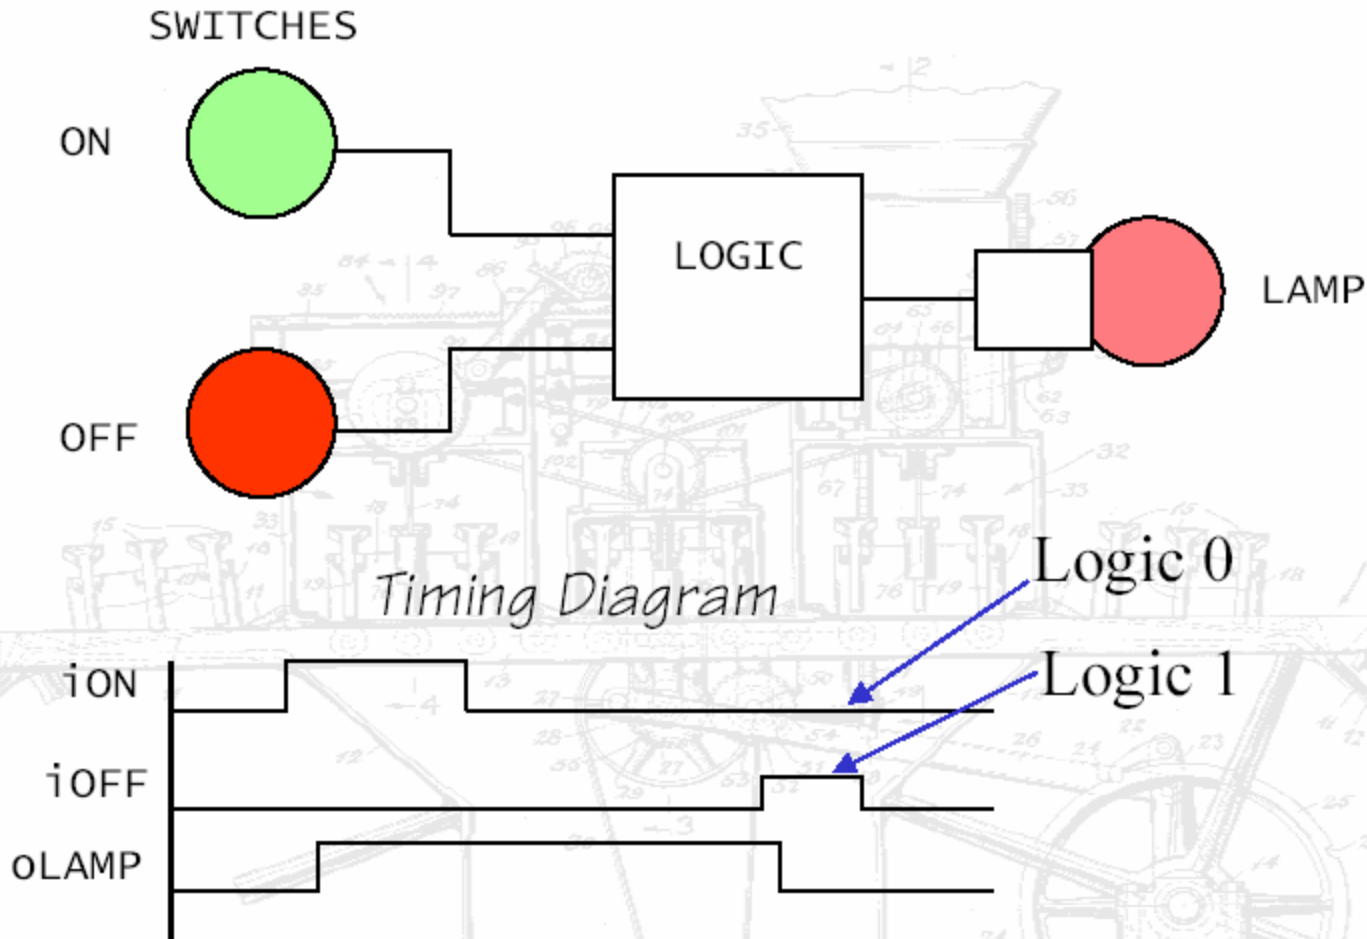 SWITCHES
ON
LOGIC
LAMP
OFF
Timing Diagram
Logic 0
Logic 1
iON
iOFF
oLAMP